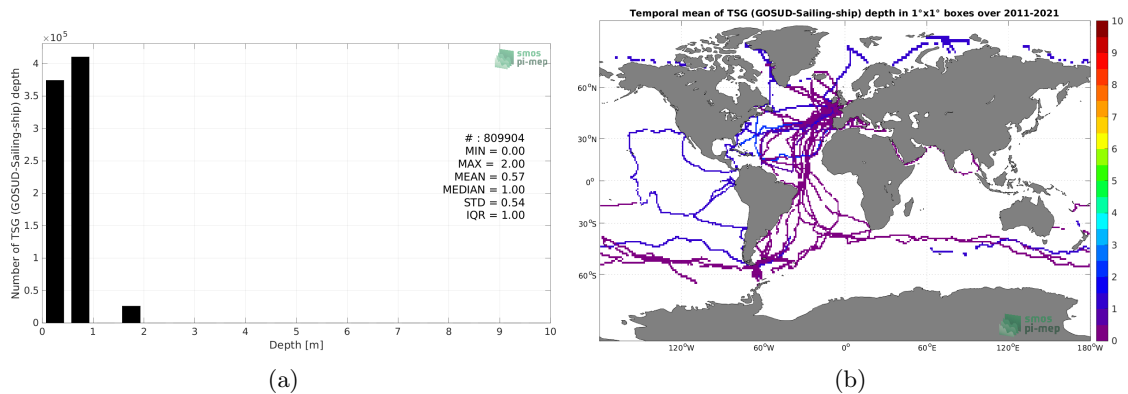 ×10⁵
4
3.5
3
2.5
2
1.5
1
0.5
0
0 1 2 3 4 5 6 7 8 9 10
Number of TSG (GOSUD-Sailing-ship) depth
Depth [m]
smos
pi-mep
# : 809904
MIN = 0.00
MAX = 2.00
MEAN = 0.57
MEDIAN = 1.00
STD = 0.54
IQR = 1.00
(a)
Temporal mean of TSG (GOSUD-Sailing-ship) depth in 1°x1° boxes over 2011-2021
60°N
30°N
0°
30°S
60°S
120°W 60°W 0° 60°E 120°E 180°W
smos
pi-mep
10
9
8
7
6
5
4
3
2
1
0
(b)